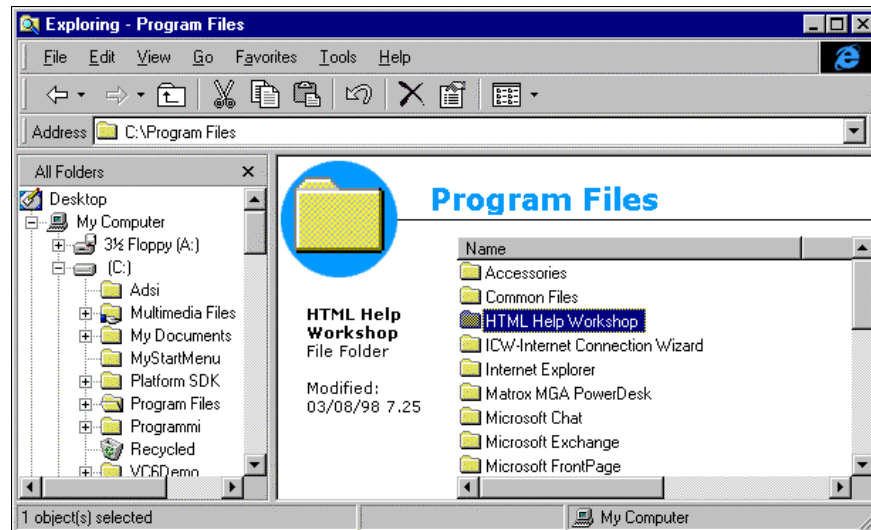 Exploring - Program Files
File Edit View Go Favorites Tools Help
Address C:\Program Files
All Folders
Desktop
My Computer
3½ Floppy (A:)
(C:)
Adsi
Multimedia Files
My Documents
MyStartMenu
Platform SDK
Program Files
Programmi
Recycled
VC6Demo
Program Files
HTML Help
Workshop
File Folder
Modified:
03/08/98 7.25
Name
Accessories
Common Files
HTML Help Workshop
ICW-Internet Connection Wizard
Internet Explorer
Matrox MGA PowerDesk
Microsoft Chat
Microsoft Exchange
Microsoft FrontPage
1 object(s) selected
My Computer